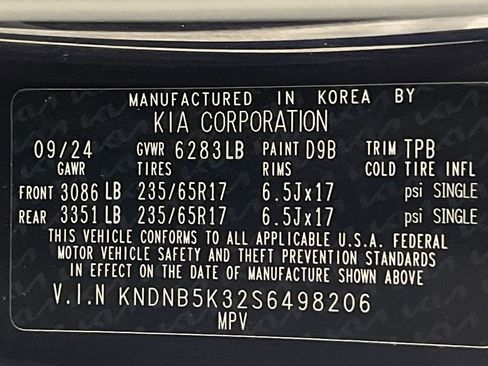 MANUFACTURED IN KOREA BY
KIA CORPORATION
09/24 GVWR 6283LB PAINT D9B TRIM TPB
GAWR TIRES RIMS COLD TIRE INFL
FRONT 3086 LB 235/65R17 6.5Jx17 psi SINGLE
REAR 3351 LB 235/65R17 6.5Jx17 psi SINGLE
THIS VEHICLE CONFORMS TO ALL APPLICABLE U.S.A. FEDERAL
MOTOR VEHICLE SAFETY AND THEFT PREVENTION STANDARDS
IN EFFECT ON THE DATE OF MANUFACTURE SHOWN ABOVE
V.I.N KNDNB5K32S6498206
MPV